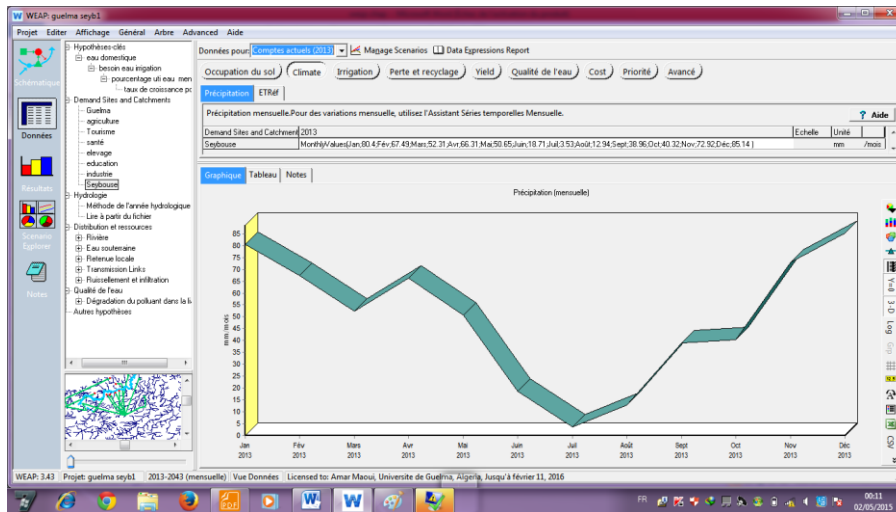 WEAP: guelma seyb1
Projet Editer Affichage Général Arbre Advanced Aide
Schématique
Données
Résultats
Scenario Explorer
Notes
Hypothèses-clés
eau domestique
besoin eau irrigation
pourcentage uti eau men
taux de croissance pc
Demand Sites and Catchments
Guelma
agriculture
Tourisme
santé
elevage
education
industrie
Seybouse
Hydrologie
Méthode de l'année hydrologique
Lire à partir du fichier
Distribution et ressources
Rivière
Eau souteraine
Retenue locale
Transmission Links
Ruissellement et infiltration
Qualité de l'eau
Dégradation du polluant dans la li
Autres hypothèses
Données pour: Comptes actuels (2013) Manage Scenarios Data Expressions Report
Occupation du sol Climate Irrigation Perte et recyclage Yield Qualité de l'eau Cost Priorité Avancé
Précipitation ETRéf
Précipitation mensuelle.Pour des variations mensuelle, utilisez l'Assistant Séries temporelles Mensuelle.
? Aide
Demand Sites and Catchment 2013 Echelle Unité
Seybouse MonthlyValues(Jan;80.4;Fév;67.49;Mars;52.31;Avr;66.31;Mai;50.65;Juin;18.71;Juil;3.53;Août;12.94;Sept;38.96;Oct;40.32;Nov;72.92;Déc;85.14 ) mm /mois
Graphique Tableau Notes
Précipitation (mensuelle)
mm/mois
85
80
75
70
65
60
55
50
45
40
35
30
25
20
15
10
5
0
Jan 2013 Fév 2013 Mars 2013 Avr 2013 Mai 2013 Juin 2013 Juil 2013 Août 2013 Sept 2013 Oct 2013 Nov 2013 Déc 2013
Y=0
3-D
Log
Grp
CSV
WEAP: 3.43 Projet: guelma seyb1 2013-2043 (mensuelle) Vue Données Licensed to: Amar Maoui, Universite de Guelma, Algeria, Jusqu'à février 11, 2016
PDF
FR
00:11